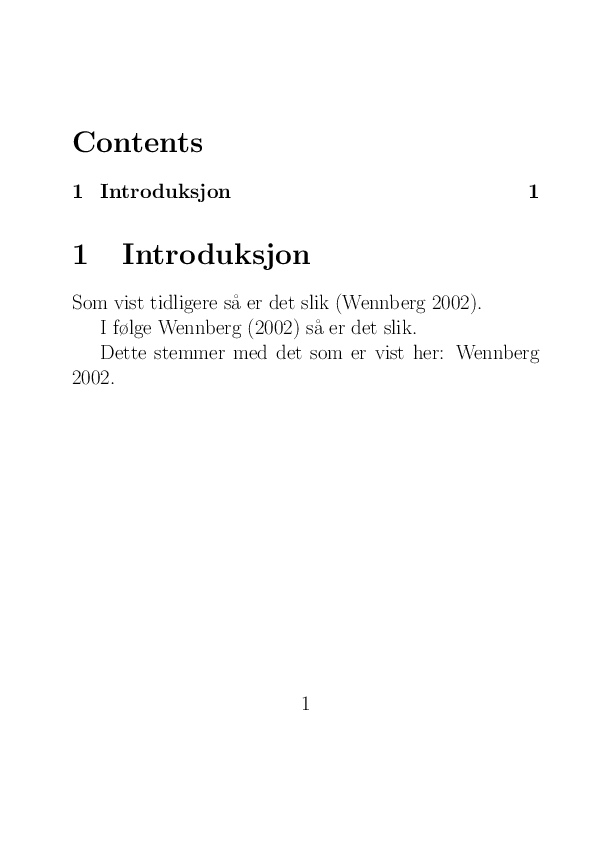 Contents
1 Introduksjon 1
1 Introduksjon
Som vist tidligere så er det slik (Wennberg 2002).
I følge Wennberg (2002) så er det slik.
Dette stemmer med det som er vist her: Wennberg
2002.
1